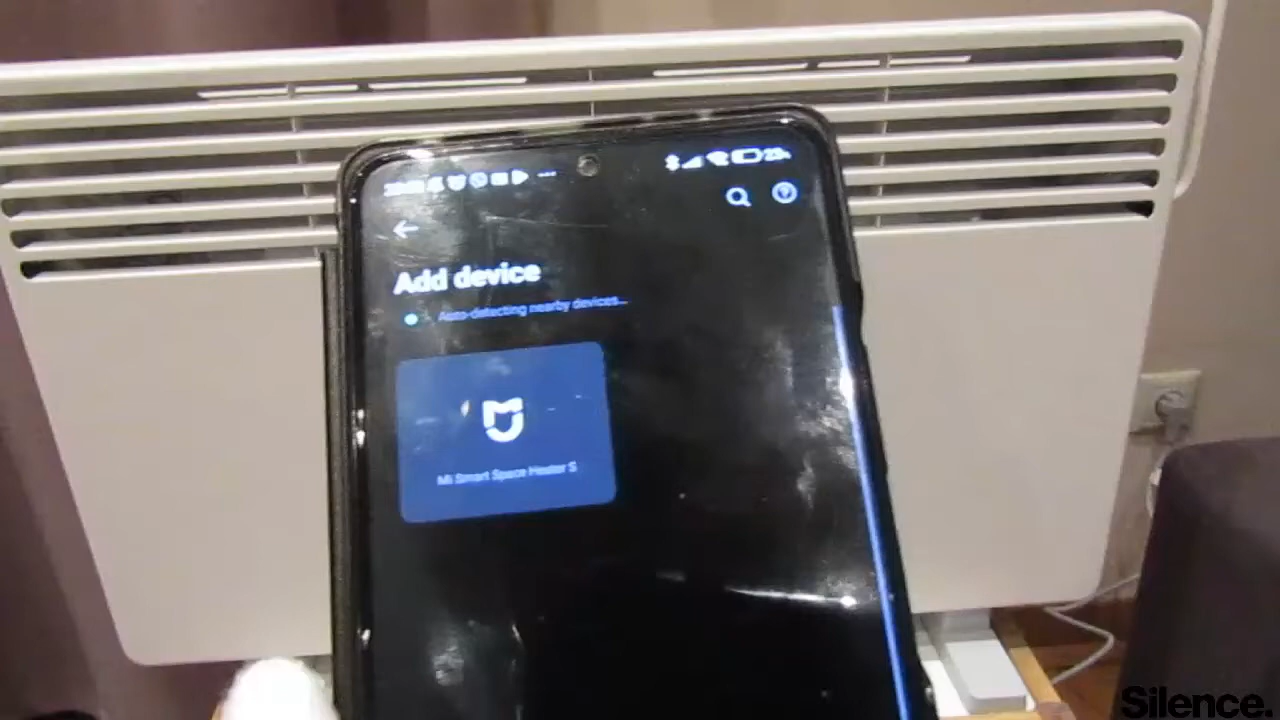 Add device
Auto-detecting nearby devices...
Mi Smart Space Heater S
Silence.